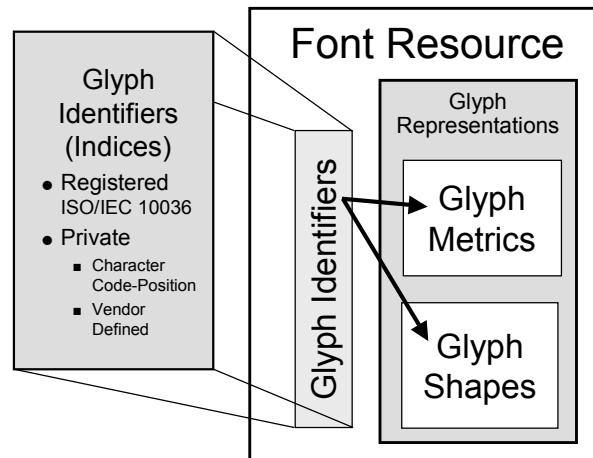 Font Resource
Glyph
Identifiers
(Indices)
● Registered
ISO/IEC 10036
● Private
■ Character
Code-Position
■ Vendor
Defined
Glyph Identifiers
Glyph
Representations
Glyph
Metrics
Glyph
Shapes